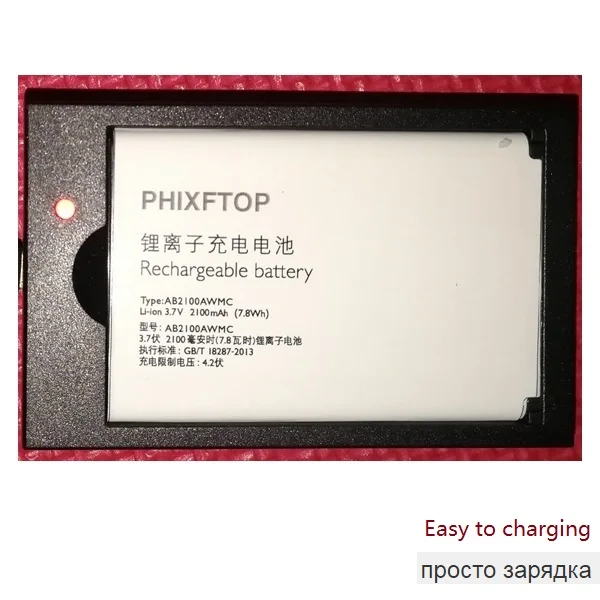 PHIXFTOP
锂离子充电电池
Rechargeable battery
Type:AB2100AWMC
Li-ion 3.7V 2100mAh (7.8Wh)
型号: AB2100AWMC
3.7伏 2100毫安时(7.8瓦时)锂离子电池
执行标准: GB/T 18287-2013
充电限制电压: 4.2伏
Easy to charging
просто зарядка